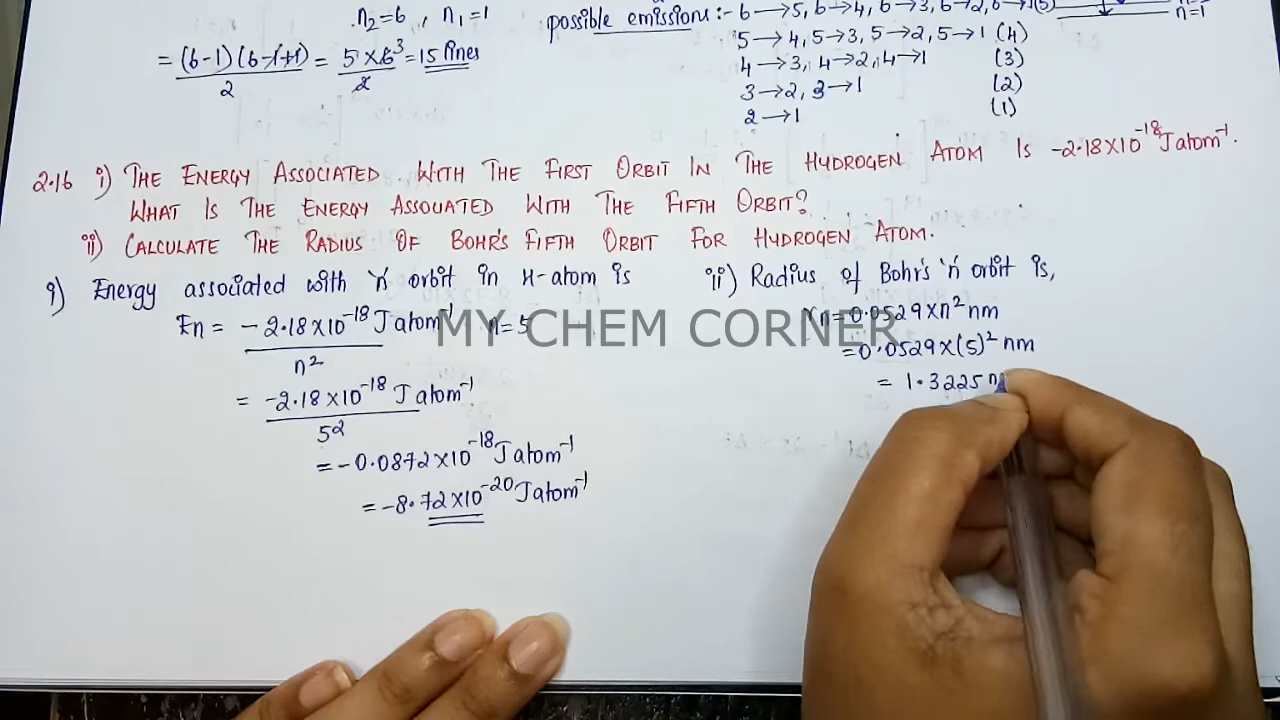 n2=6 , n1=1
= (6-1)(6-1+1)/2 = 5×6³/2 = 15 lines
possible emissions :- 6→5, 6→4, 6→3, 6→2, 6→1(5)
n=1
5→4, 5→3, 5→2, 5→1 (4)
4→3, 4→2, 4→1 (3)
3→2, 3→1 (2)
2→1 (1)
2.16 i) THE ENERGY ASSOCIATED WITH THE FIRST ORBIT IN THE HYDROGEN ATOM IS -2.18×10⁻¹⁸J atom⁻¹.
WHAT IS THE ENERGY ASSOCIATED WITH THE FIFTH ORBIT?
ii) CALCULATE THE RADIUS OF BOHR'S FIFTH ORBIT FOR HYDROGEN ATOM.
i) Energy associated with 'n' orbit in H-atom is
En = -2.18×10⁻¹⁸J atom⁻¹/n² n=5
= -2.18×10⁻¹⁸ J atom⁻¹/5²
= -0.0872×10⁻¹⁸J atom⁻¹
= -8.72×10⁻²⁰J atom⁻¹
ii) Radius of Bohr's 'n' orbit is,
rn=0.0529×n² nm
=0.0529×(5)² nm
= 1.3225 n
MY CHEM CORNER